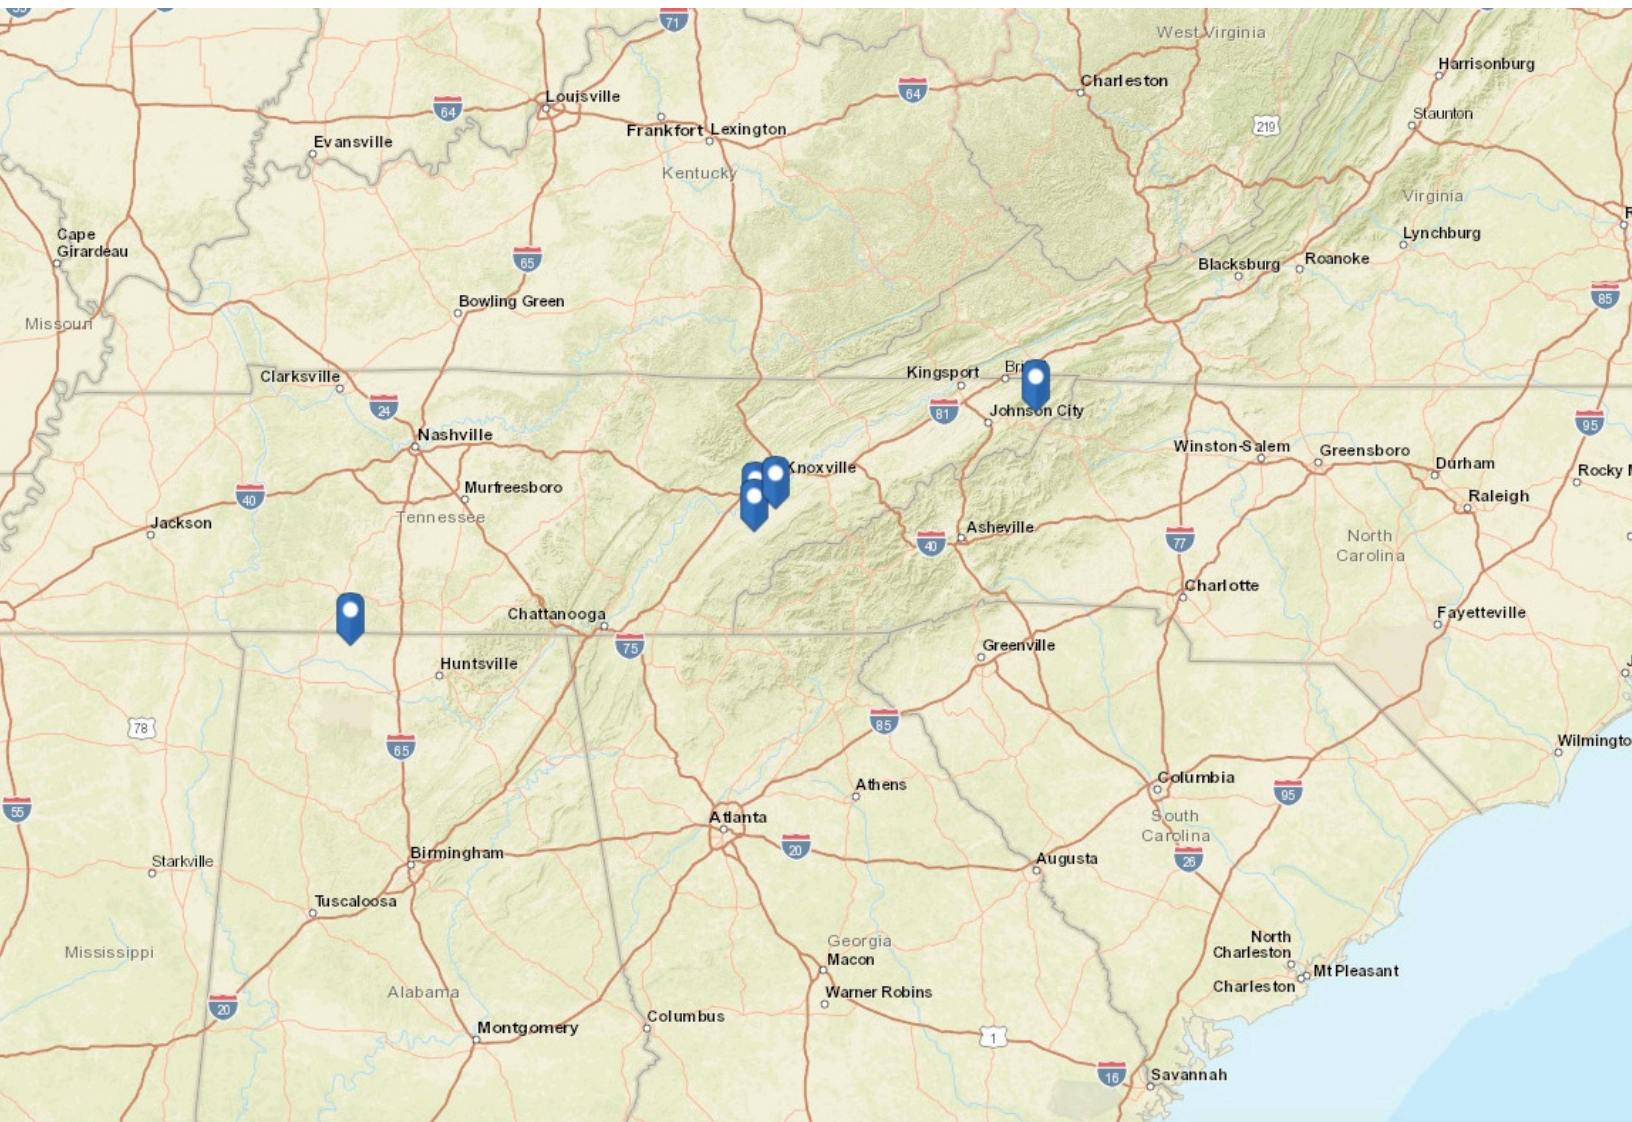 55
71
West Virginia
Harrisonburg
Charleston
64
Louisville
64
Staunton
219
Frankfort
Lexington
Evansville
Kentucky
Virginia
Cape
Girardeau
Lynchburg
65
Blacksburg
Roanoke
85
Bowling Green
Missouri
Clarksville
Kingsport
Bri
24
81
Johnson City
95
Nashville
Winston-Salem
Greensboro
Durham
Knoxville
Rocky
40
Murfreesboro
Raleigh
Tennessee
Jackson
Asheville
40
77
North
Carolina
Charlotte
Chattanooga
Fayetteville
75
Greenville
Huntsville
78
85
65
Wilmingto
Columbia
Athens
95
55
Atlanta
South
Carolina
20
26
Birmingham
Augusta
Starkville
Tuscaloosa
Mississippi
Georgia
North
Charleston
Macon
Mt Pleasant
Alabama
Warner Robins
Charleston
20
Columbus
Montgomery
1
16
Savannah